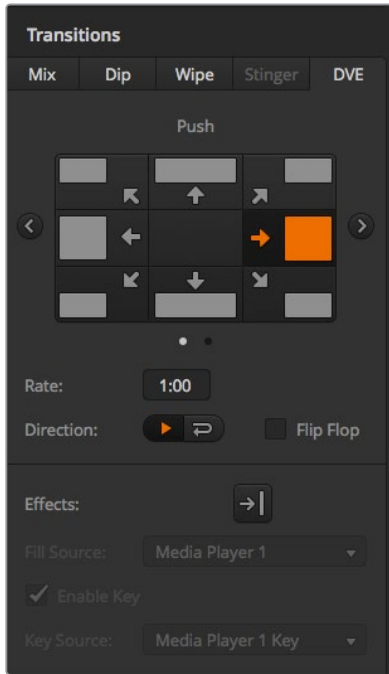 Transitions
Mix Dip Wipe Stinger DVE
Push
Rate: 1:00
Direction: Flip Flop
Effects:
Fill Source: Media Player 1
Enable Key
Key Source: Media Player 1 Key